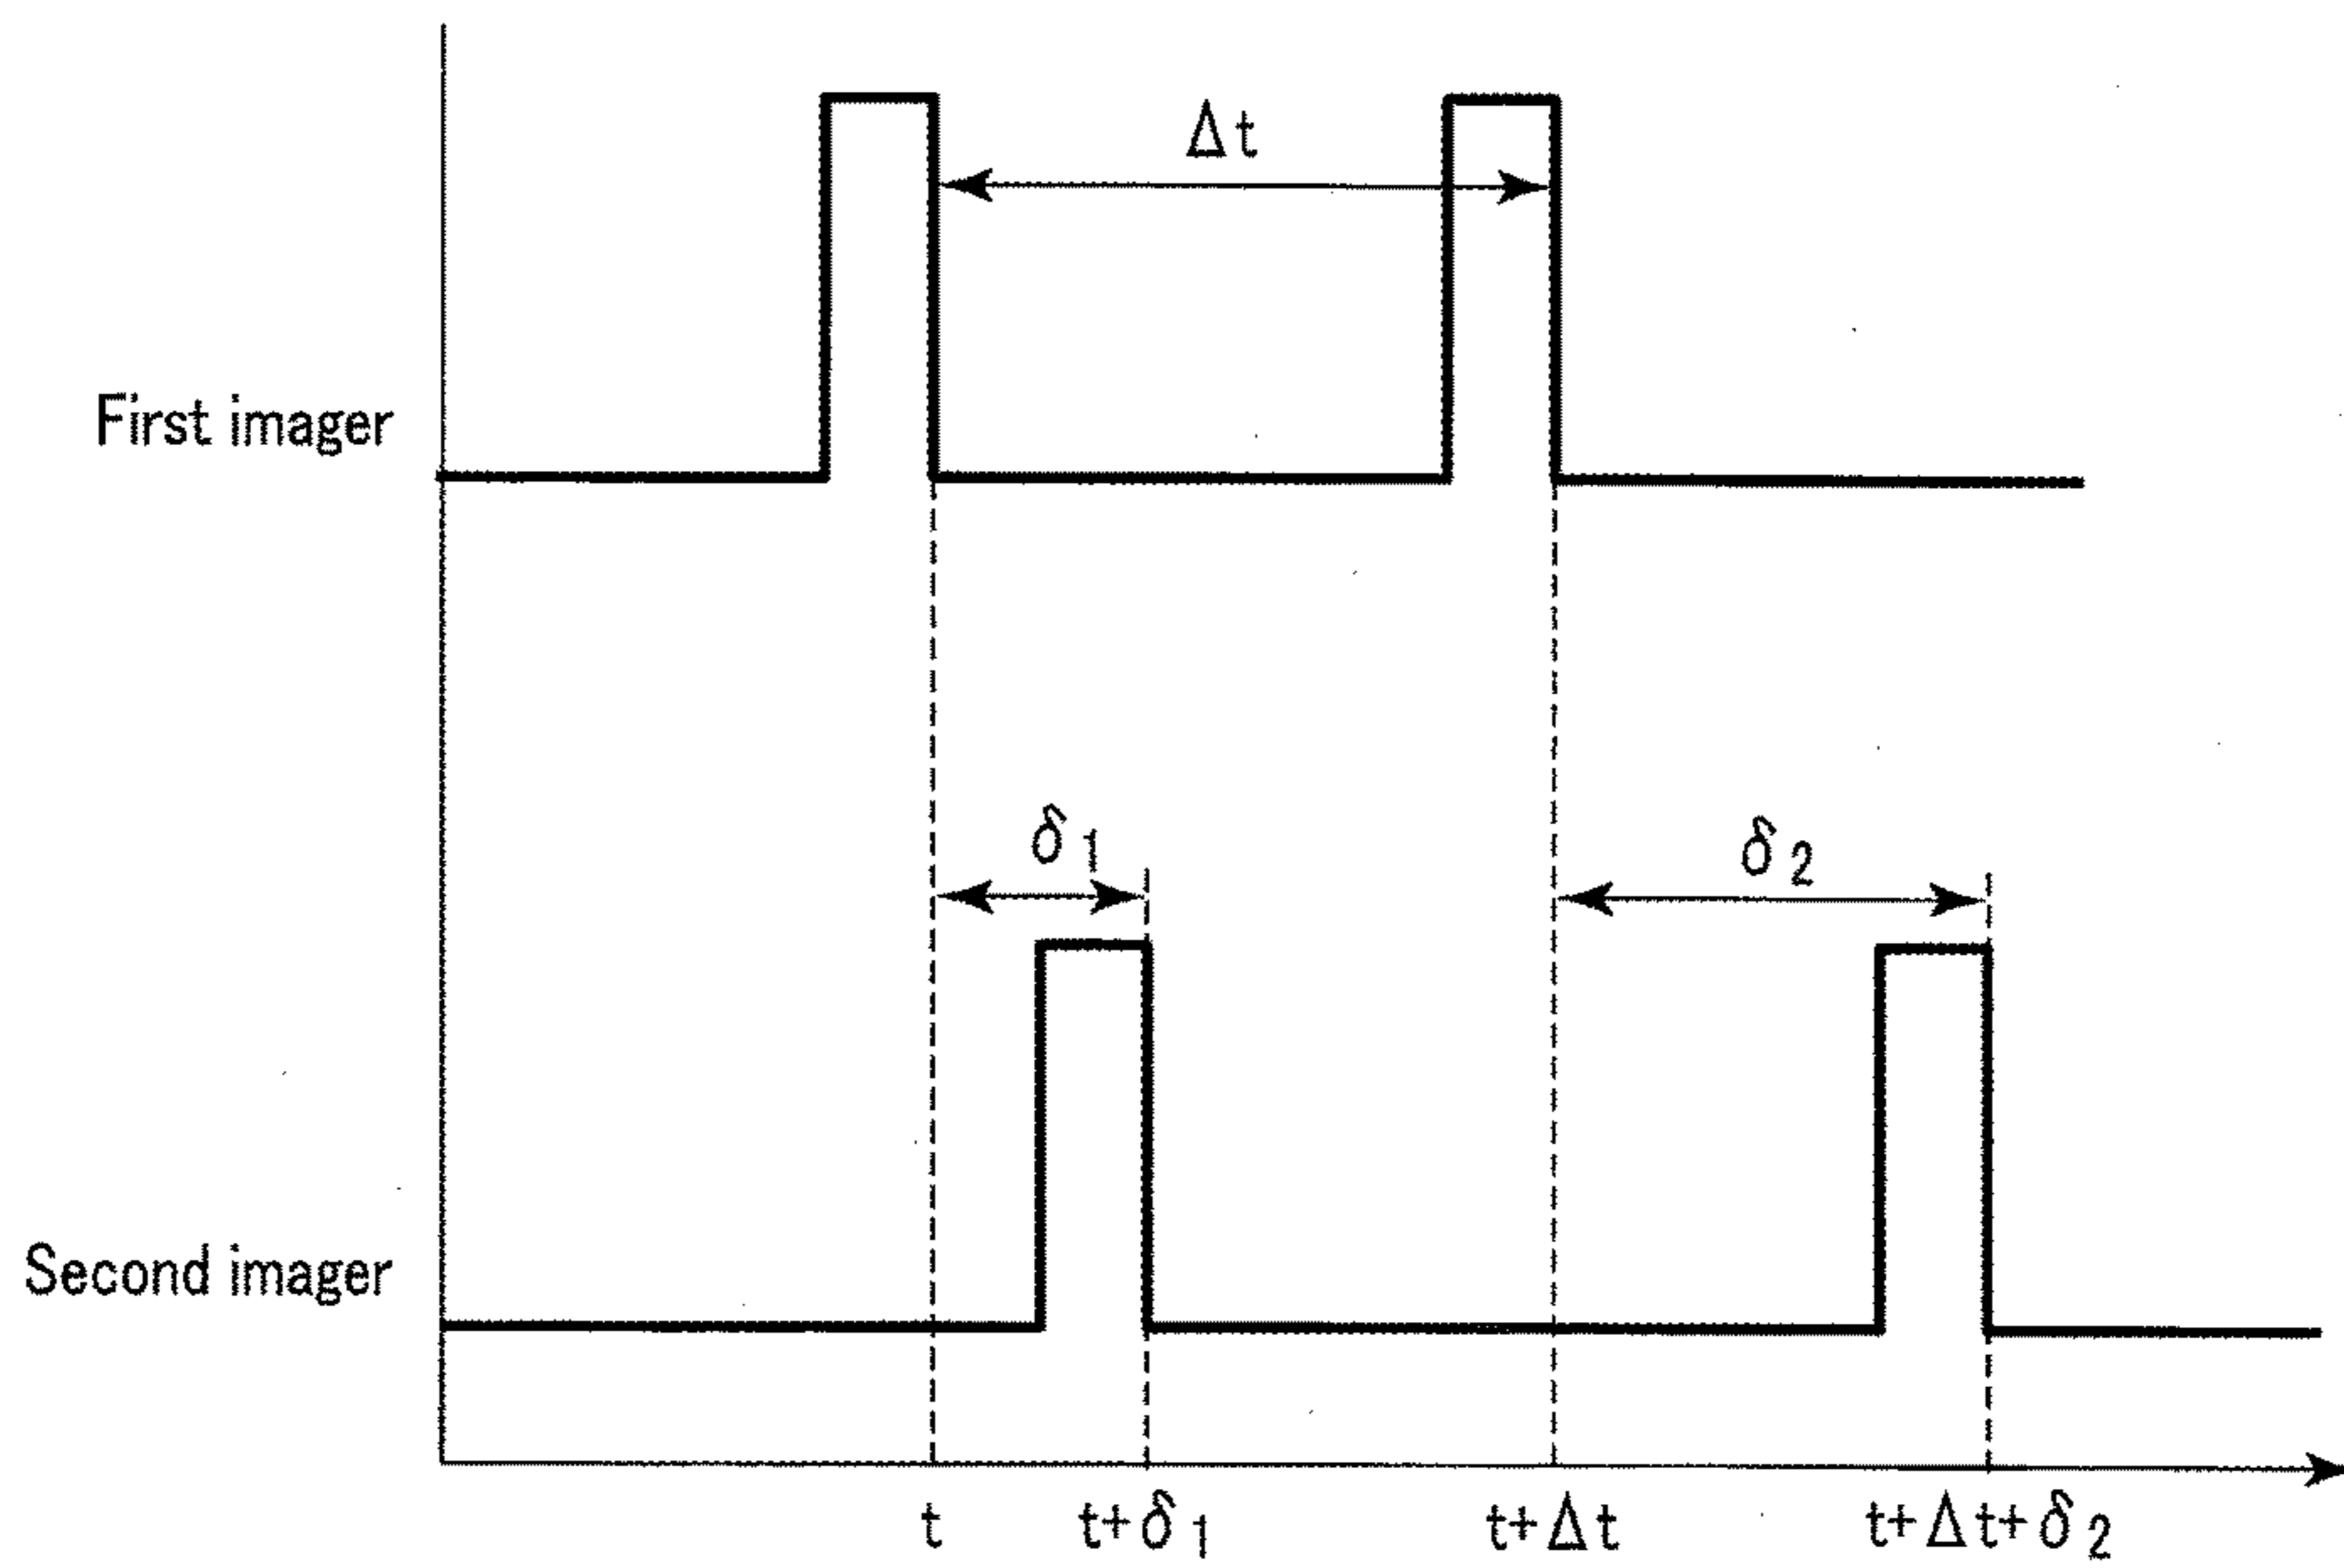 Δt
First imager
δ1
δ2
Second imager
t
t+δ1
t+Δt
t+Δt+δ2